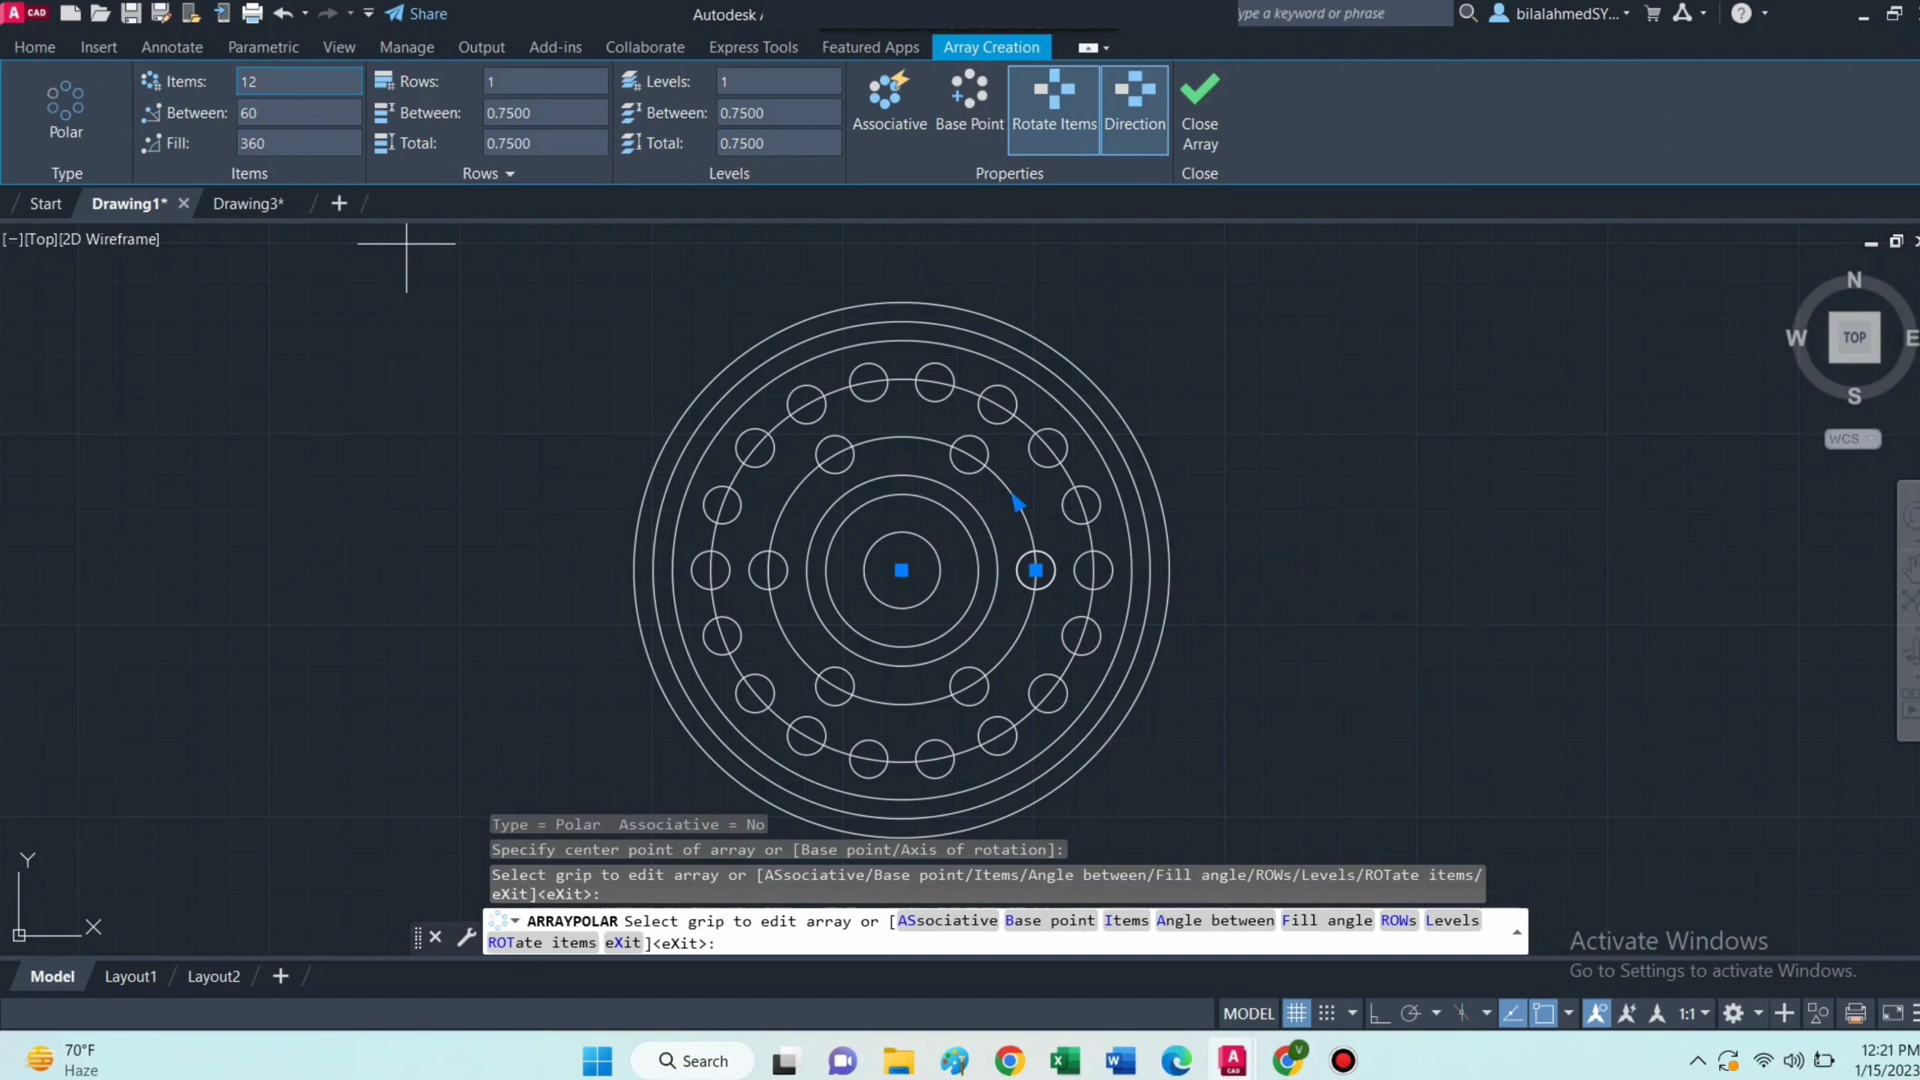 A CAD
Share
Autodesk A
ype a keyword or phrase
bilalahmedSY...
Home Insert Annotate Parametric View Manage Output Add-ins Collaborate Express Tools Featured Apps Array Creation
Polar
Type
Items: 12
Between: 60
Fill: 360
Items
Rows: 1
Between: 0.7500
Total: 0.7500
Rows
Levels: 1
Between: 0.7500
Total: 0.7500
Levels
Associative Base Point Rotate Items Direction
Properties
Close
Array
Close
Start Drawing1* Drawing3*
[−][Top][2D Wireframe]
N
W TOP E
S
WCS
Type = Polar Associative = No
Specify center point of array or [Base point/Axis of rotation]:
Select grip to edit array or [ASsociative/Base point/Items/Angle between/Fill angle/ROWs/Levels/ROTate items/
eXit]<eXit>:
ARRAYPOLAR Select grip to edit array or [ASsociative Base point Items Angle between Fill angle ROWs Levels
ROTate items eXit]<eXit>:
Y
X
Activate Windows
Go to Settings to activate Windows.
Model Layout1 Layout2
MODEL 1:1
70°F
Haze
Search
A CAD
V
12:21 PM
1/15/2023